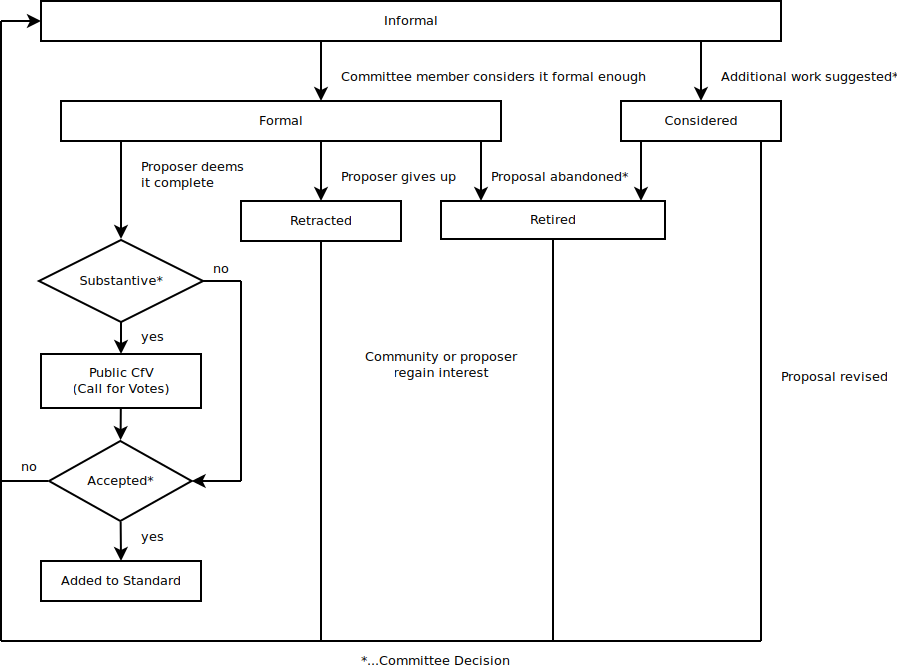 Informal
Committee member considers it formal enough
Additional work suggested*
Formal
Considered
Proposer deems
it complete
Proposer gives up
Proposal abandoned*
Retracted
Retired
no
Substantive*
yes
Public CfV
(Call for Votes)
Community or proposer
regain interest
Proposal revised
no
Accepted*
yes
Added to Standard
*...Committee Decision